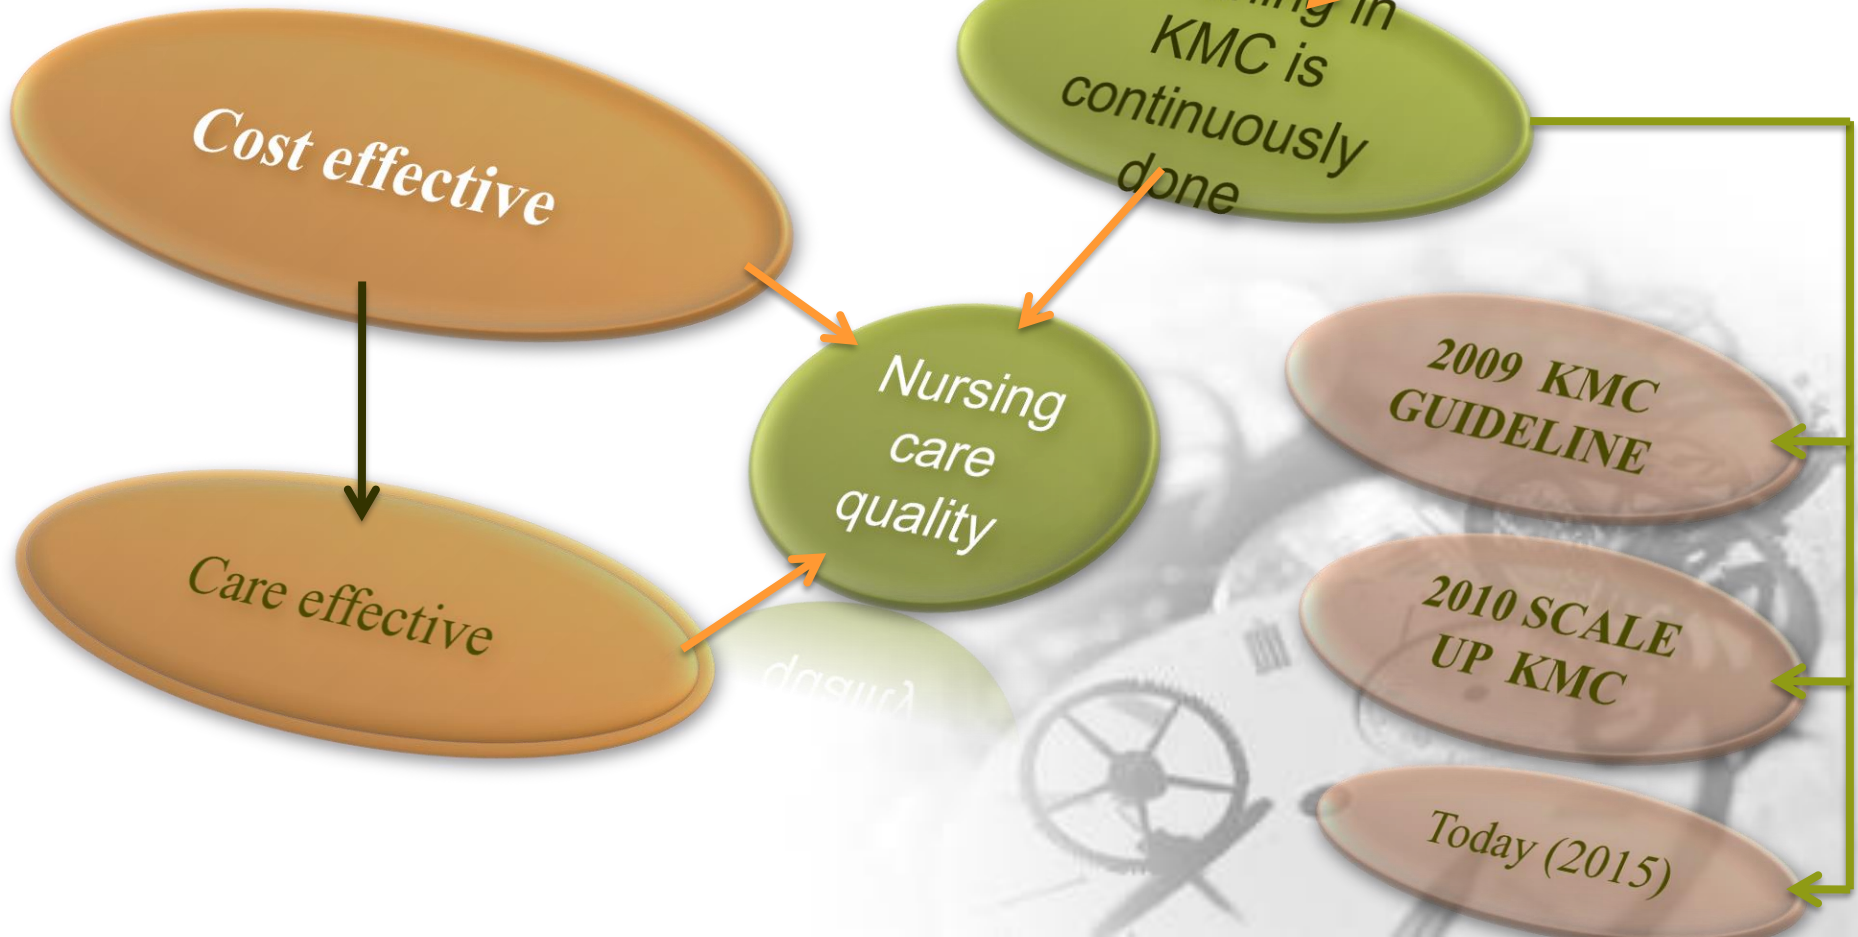 in
KMC is
continuously
done
Cost effective
Nursing
care
quality
Care effective
2009 KMC
GUIDELINE
2010 SCALE
UP KMC
Today (2015)